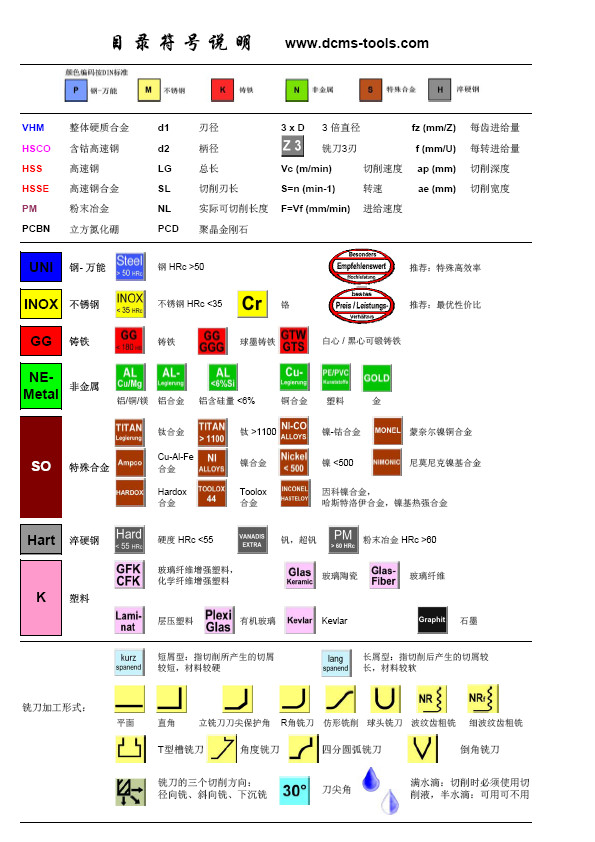 目录符号说明 www.dcms-tools.com
颜色编码按DIN标准
P 钢-万能 M 不锈钢 K 铸铁 N 非金属 S 特殊合金 H 淬硬钢
VHM 整体硬质合金 d1 刃径 3 x D 3 倍直径 fz (mm/Z) 每齿进给量
HSCO 含钴高速钢 d2 柄径 Z 3 铣刀3刃 f (mm/U) 每转进给量
HSS 高速钢 LG 总长 Vc (m/min) 切削速度 ap (mm) 切削深度
HSSE 高速钢合金 SL 切削刃长 S=n (min-1) 转速 ae (mm) 切削宽度
PM 粉末冶金 NL 实际可切削长度 F=Vf (mm/min) 进给速度
PCBN 立方氮化硼 PCD 聚晶金刚石
UNI 钢- 万能 Steel > 50 HRc 钢 HRc >50 Besonders Empfehlenswert Hochleistung 推荐：特殊高效率
INOX 不锈钢 INOX < 35 HRc 不锈钢 HRc <35 Cr 铬 bestes Preis / Leistungs- Verhältnis 推荐：最优性价比
GG 铸铁 GG < 180 HB 铸铁 GG GGG 球墨铸铁 GTW GTS 白心 / 黑心可锻铸铁
NE-Metal 非金属 AL Cu/Mg AL- Legierung AL <6%Si Cu- Legierung PE/PVC Kunststoffe GOLD
铝/铜/镁 铝合金 铝含硅量 <6% 铜合金 塑料 金
SO 特殊合金 TITAN Legierung 钛合金 TITAN > 1100 钛 >1100 NI-CO ALLOYS 镍-钴合金 MONEL 蒙奈尔镍铜合金
Ampco Cu-Al-Fe 合金 NI ALLOYS 镍合金 Nickel < 500 镍 <500 NIMONIC 尼莫尼克镍基合金
HARDOX Hardox 合金 TOOLOX 44 Toolox 合金 INCONEL HASTELOY 因科镍合金，
哈斯特洛伊合金，镍基热强合金
Hart 淬硬钢 Hard < 55 HRc 硬度 HRc <55 VANADIS EXTRA 钒，超钒 PM > 60 HRc 粉末冶金 HRc >60
K 塑料 GFK CFK 玻璃纤维增强塑料，
化学纤维增强塑料 Glas Keramic 玻璃陶瓷 Glas-Fiber 玻璃纤维
Lami-nat 层压塑料 Plexi Glas 有机玻璃 Kevlar Kevlar Graphit 石墨
kurz spanend 短屑型：指切削所产生的切屑
较短，材料较硬
lang spanend 长屑型：指切削后产生的切屑较
长，材料较软
铣刀加工形式：
NR NRf
平面 直角 立铣刀刀尖保护角 R角铣刀 仿形铣削 球头铣刀 波纹齿粗铣 细波纹齿粗铣
T型槽铣刀 角度铣刀 四分圆弧铣刀 倒角铣刀
铣刀的三个切削方向：
径向铣、斜向铣、下沉铣
30° 刀尖角
满水滴：切削时必须使用切
削液，半水滴：可用可不用